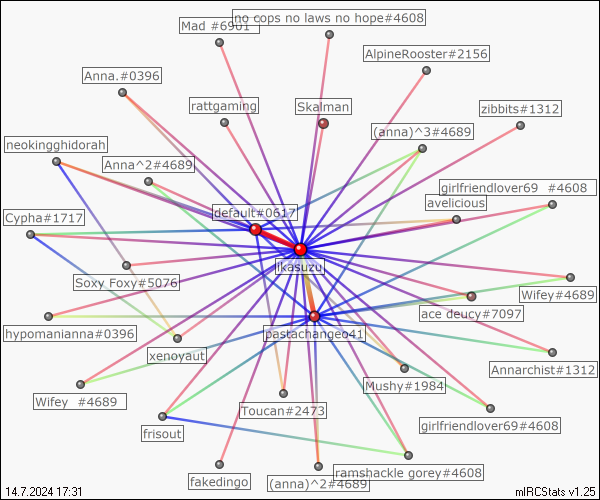 no cops no laws no hope#4608
Mad #6901
AlpineRooster#2156
Anna.#0396
rattgaming
Skalman
zibbits#1312
(anna)^3#4689
neokingghidorah
Anna^2#4689
girlfriendlover69 #4608
avelicious
default#0617
Cypha#1717
ikasuzu
Soxy_Foxy#5076
Wifey#4689
ace deucy#7097
hypomanianna#0396
pastachangeo41
xenoyaut
Annarchist#1312
Mushy#1984
Wifey #4689
Toucan#2473
girlfriendlover69#4608
frisout
ramshackle gorey#4608
fakedingo
(anna)^2#4689
14.7.2024 17:31
mIRCStats v1.25